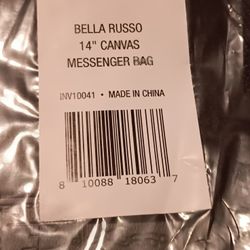 BELLA RUSSO
14" CANVAS
MESSENGER BAG
INV10041 • MADE IN CHINA
8 10088 18063 7